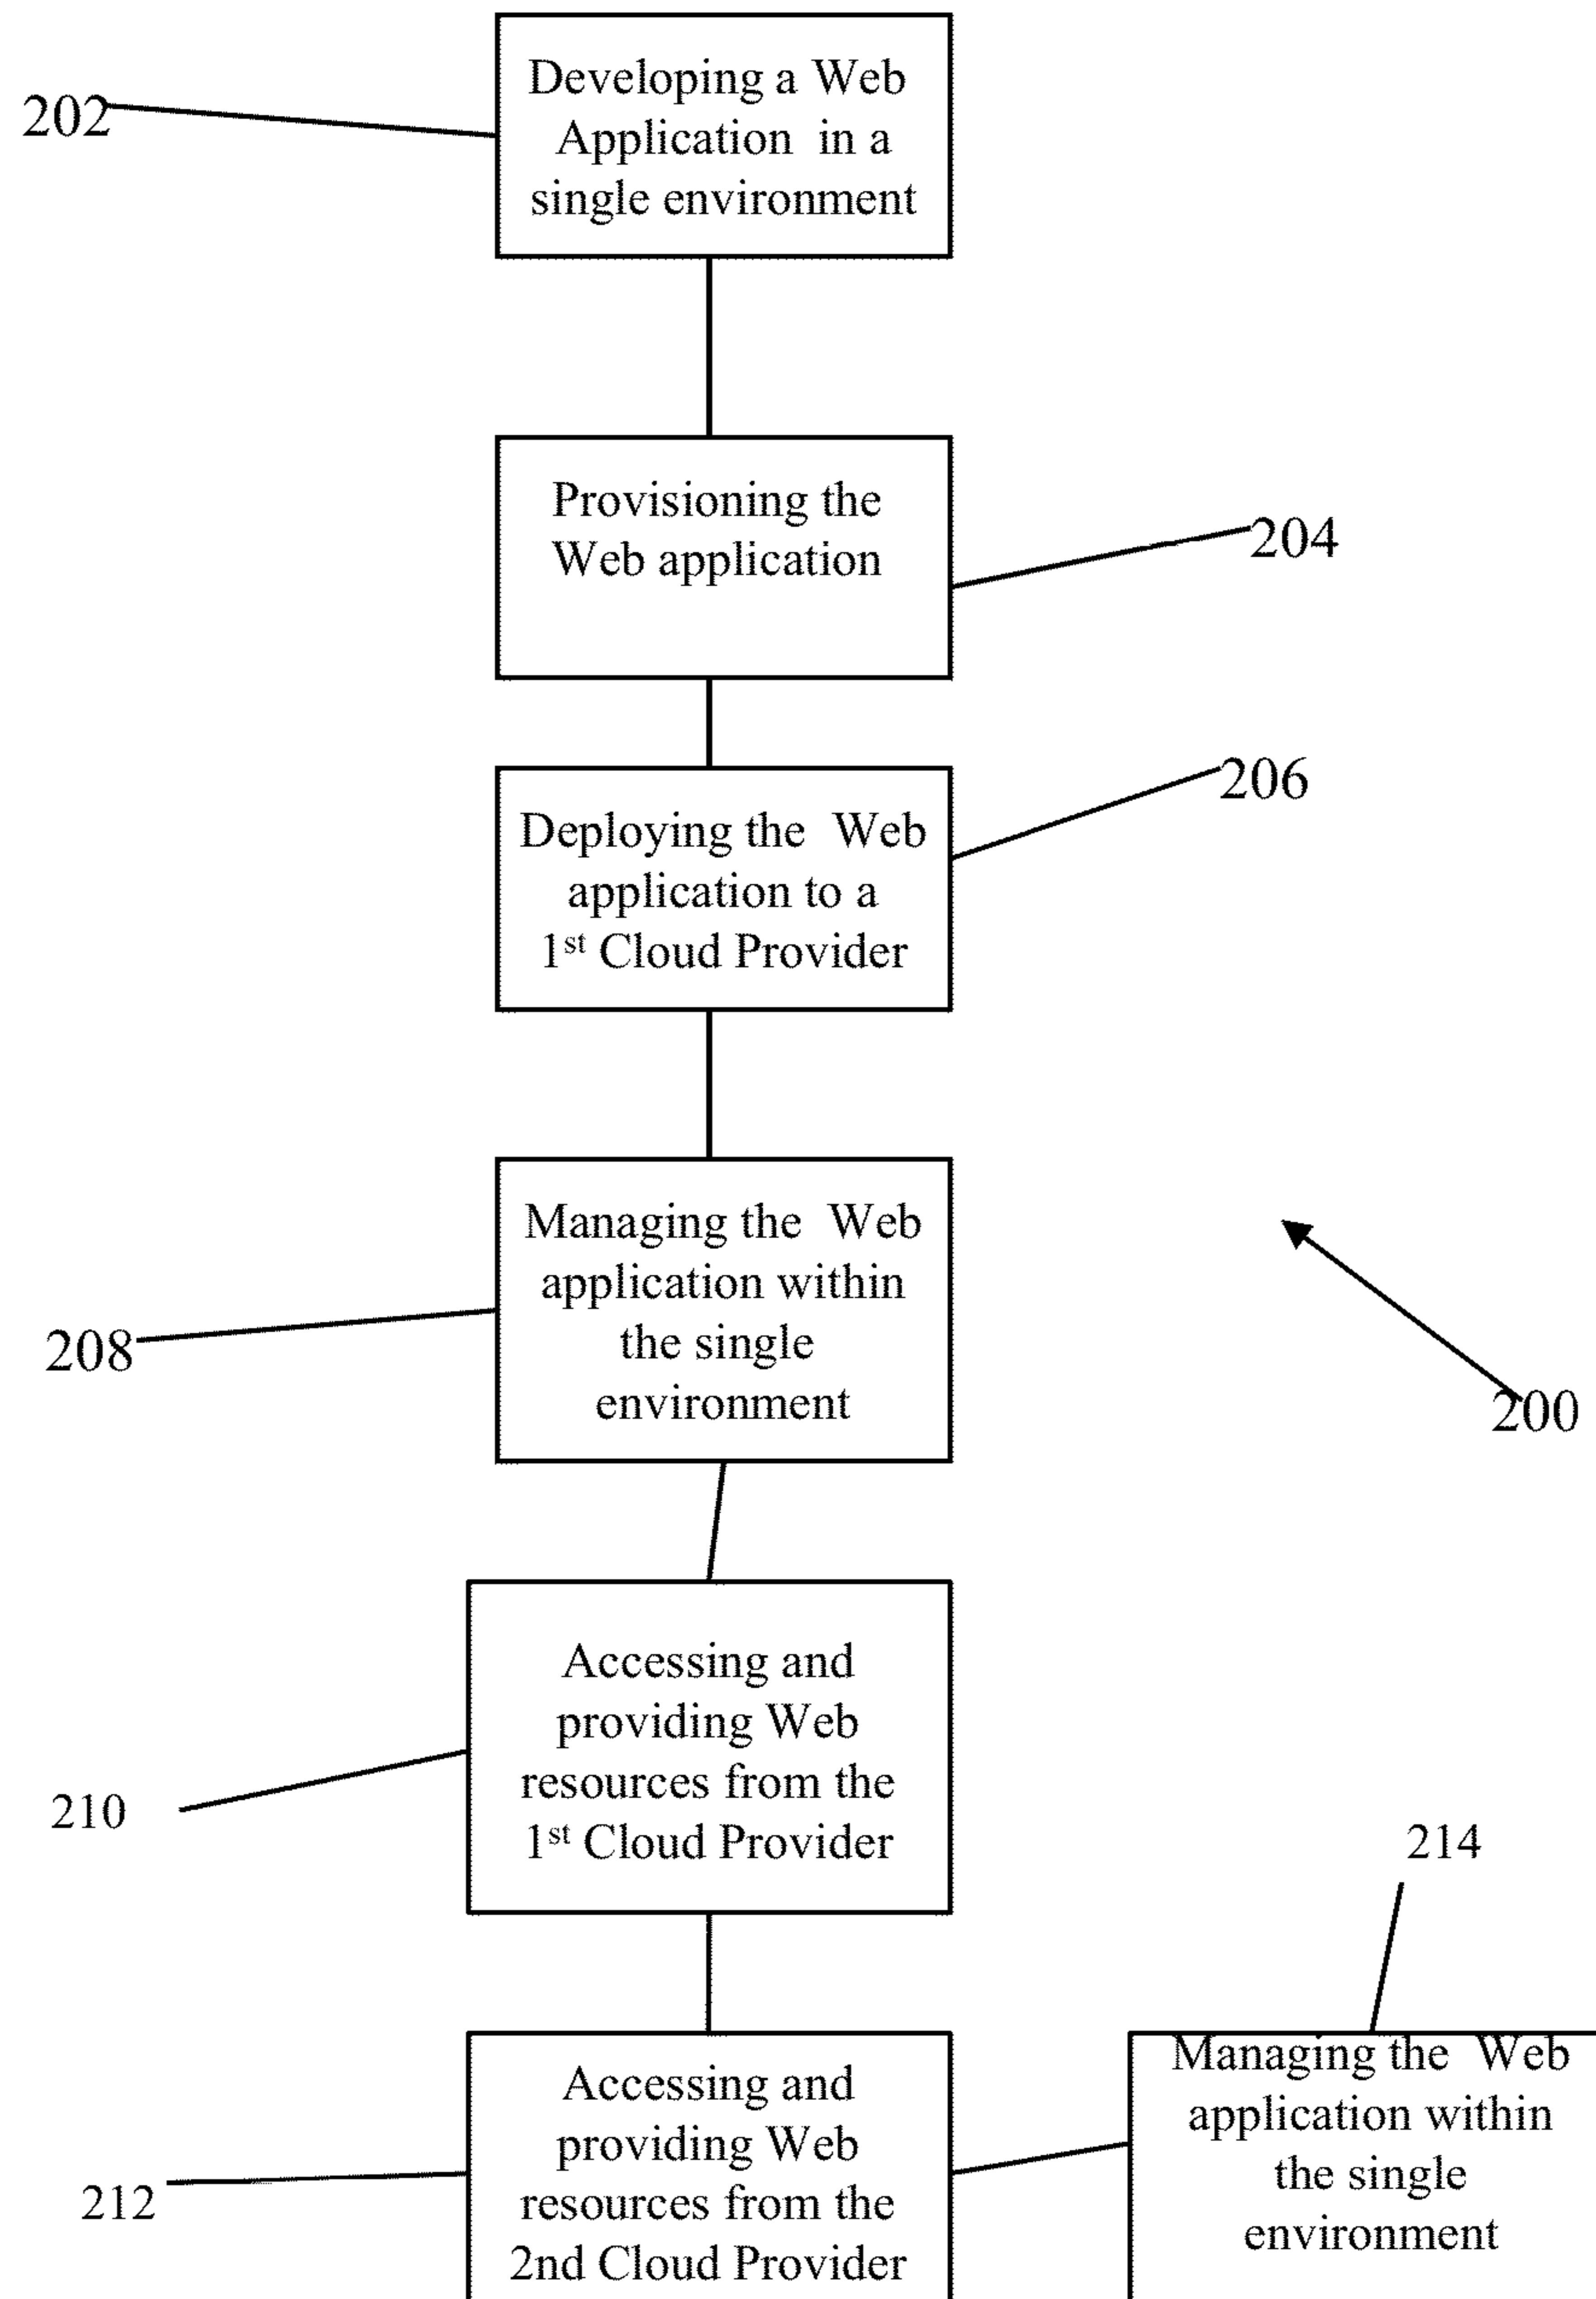 202
Developing a Web
Application in a
single environment
Provisioning the
Web application
204
206
Deploying the Web
application to a
1st Cloud Provider
Managing the Web
application within
the single
environment
208
200
Accessing and
providing Web
resources from the
1st Cloud Provider
210
214
Accessing and
providing Web
resources from the
2nd Cloud Provider
212
Managing the Web
application within
the single
environment